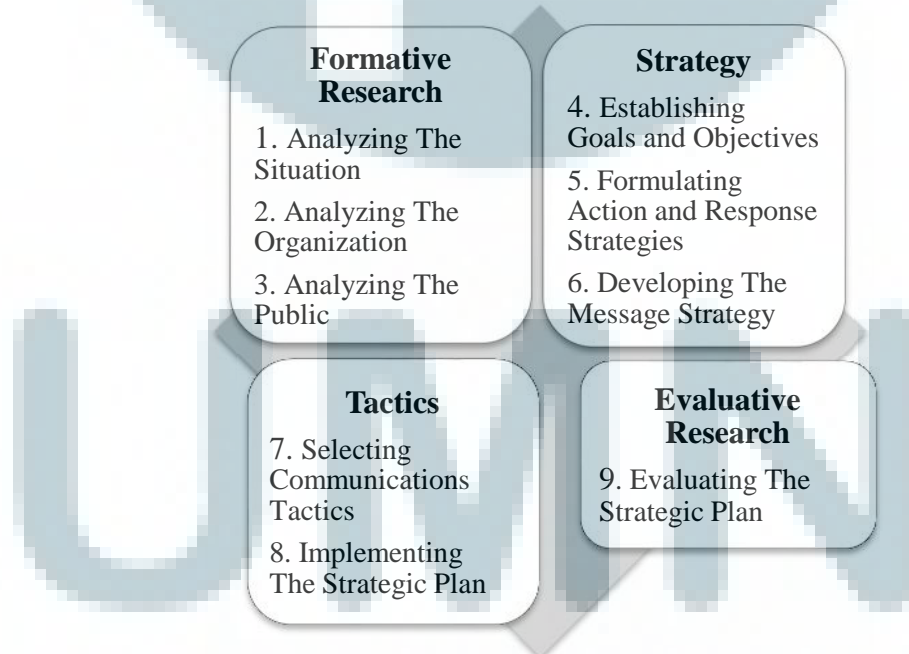 Formative
Research
1. Analyzing The
Situation
2. Analyzing The
Organization
3. Analyzing The
Public
Strategy
4. Establishing
Goals and Objectives
5. Formulating
Action and Response
Strategies
6. Developing The
Message Strategy
Tactics
7. Selecting
Communications
Tactics
8. Implementing
The Strategic Plan
Evaluative
Research
9. Evaluating The
Strategic Plan
UMN